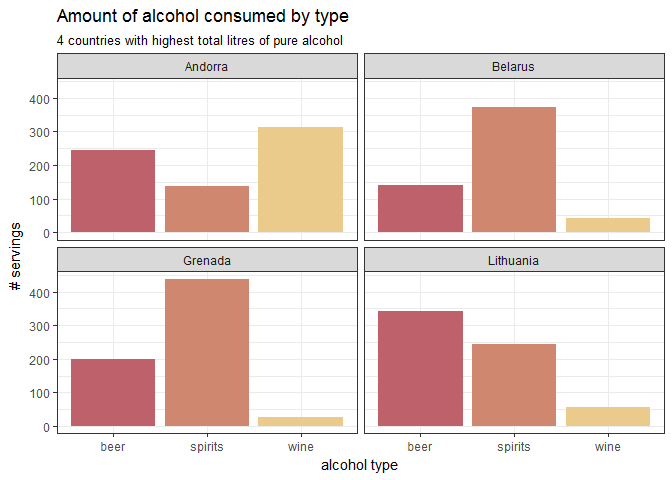 Amount of alcohol consumed by type
4 countries with highest total litres of pure alcohol
Andorra
Belarus
400
300
200
100
0
# servings
Grenada
Lithuania
400
300
200
100
0
beer
spirits
wine
beer
spirits
wine
alcohol type